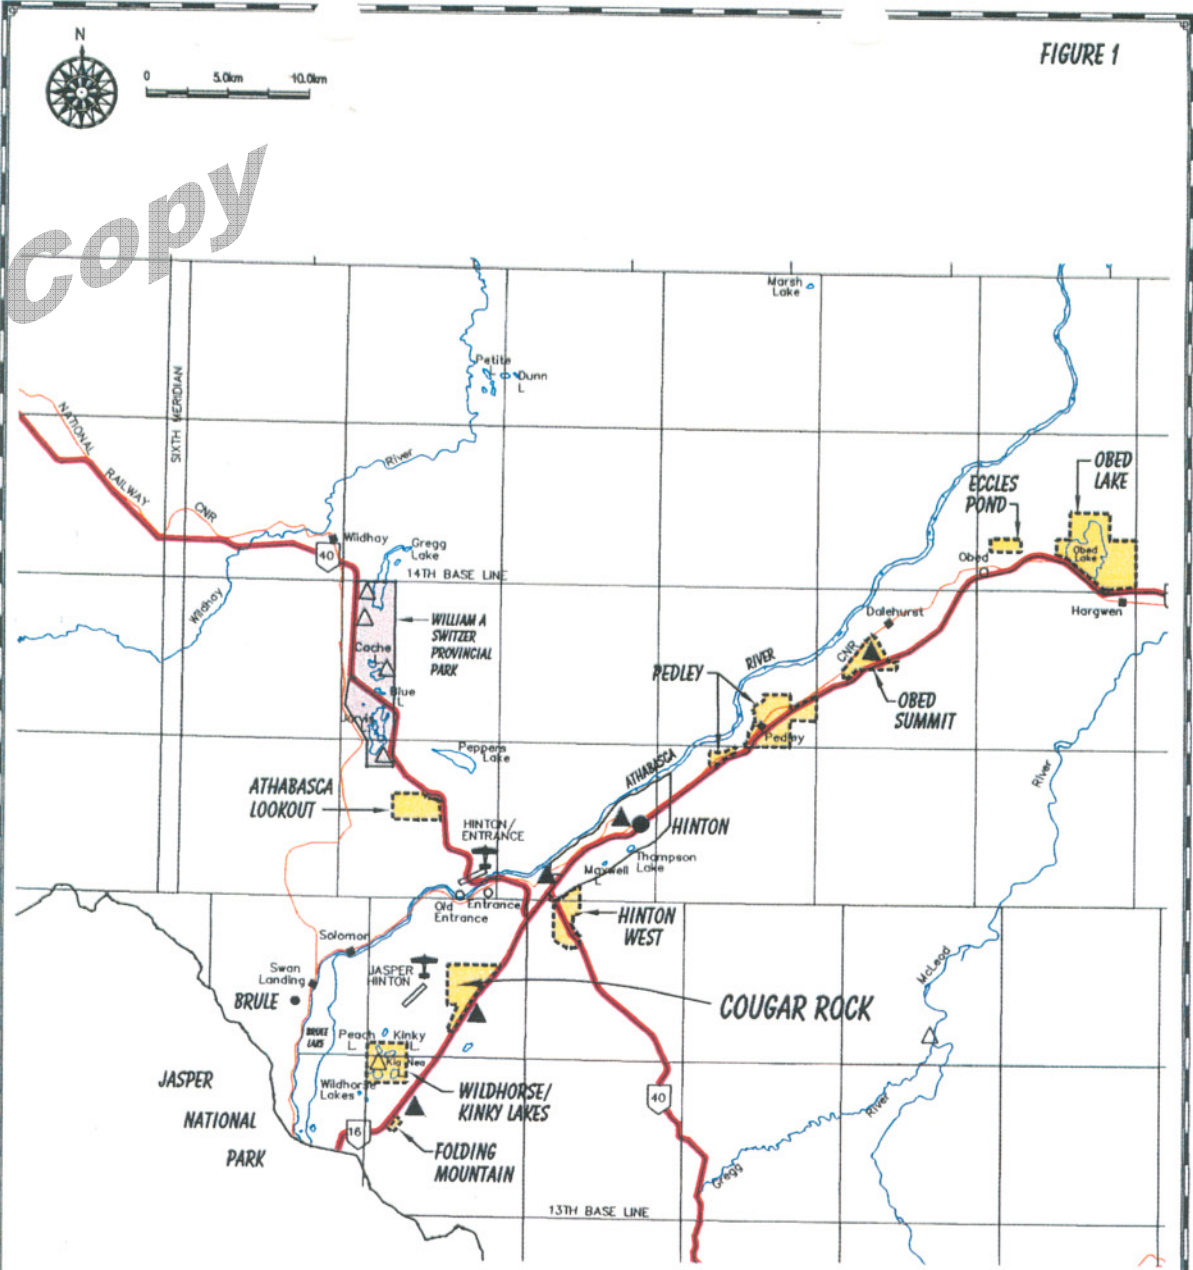 FIGURE 1
N
0 5.0km 10.0km
Copy
Marsh
Lake
Petite
L
Dunn
L
SIXTH MERIDIAN
NATIONAL
RAILWAY
CNR
River
Wildhay
40
Gregg
Lake
14TH BASE LINE
Wildhay
WILLIAM A
SWITZER
PROVINCIAL
PARK
Cache
Blue
L
Jarvis
Peppers
Lake
ECCLES
POND
OBED
LAKE
Obed
Lake
Obed
Hargwen
Dalehurst
CNR
OBED
SUMMIT
PEDLEY
RIVER
Pedley
ATHABASCA
ATHABASCA
LOOKOUT
HINTON/
ENTRANCE
HINTON
Thompson
Lake
Maxwell
L
Old
Entrance
Entrance
HINTON
WEST
River
McLeod
Solomon
Swan
Landing
BRULE
BRULE
LAKE
JASPER
HINTON
COUGAR ROCK
Peach
L.
Kinky
L.
Wildhorse
Lakes
WILDHORSE/
KINKY LAKES
JASPER
NATIONAL
PARK
16
FOLDING
MOUNTAIN
40
River
Gregg
13TH BASE LINE